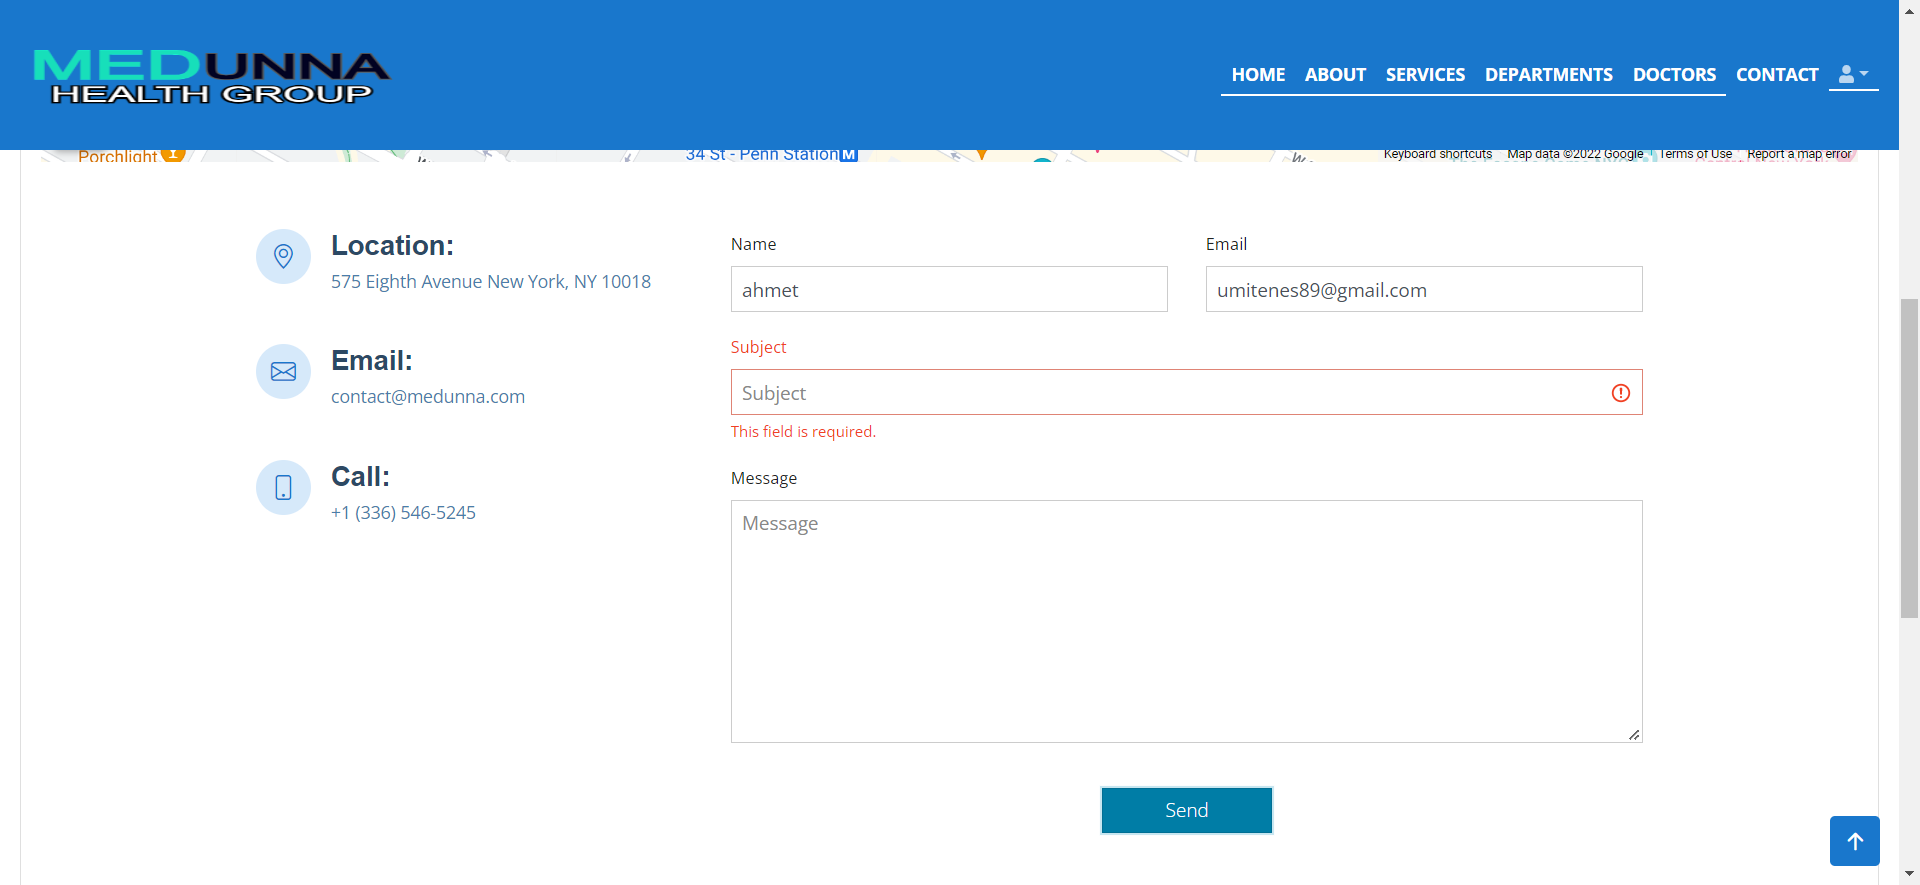 MEDUNNA
HEALTH GROUP
HOME ABOUT SERVICES DEPARTMENTS DOCTORS CONTACT
Porchlight
34 St - Penn Station M
Keyboard shortcuts Map data ©2022 Google Terms of Use Report a map error
Location:
575 Eighth Avenue New York, NY 10018
Email:
contact@medunna.com
Call:
+1 (336) 546-5245
Name
ahmet
Email
umitenes89@gmail.com
Subject
Subject
This field is required.
Message
Message
Send